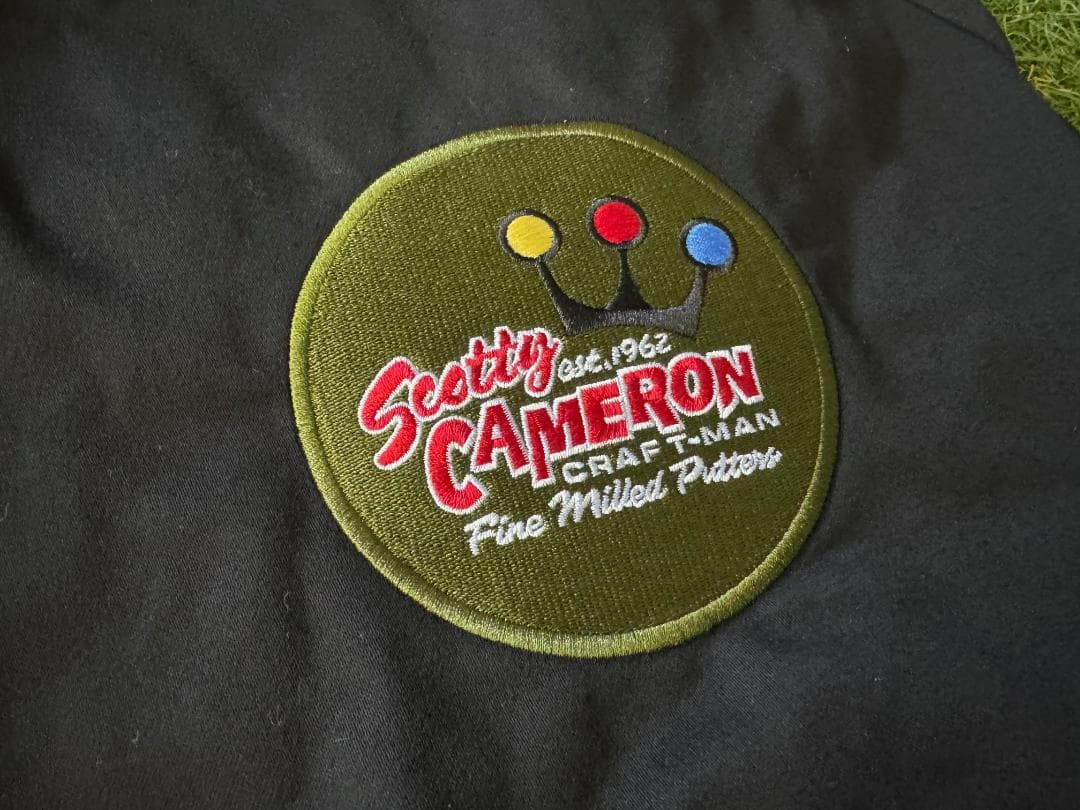 Scotty est. 1962
CAMERON
CRAFT-MAN
Fine Milled Putters